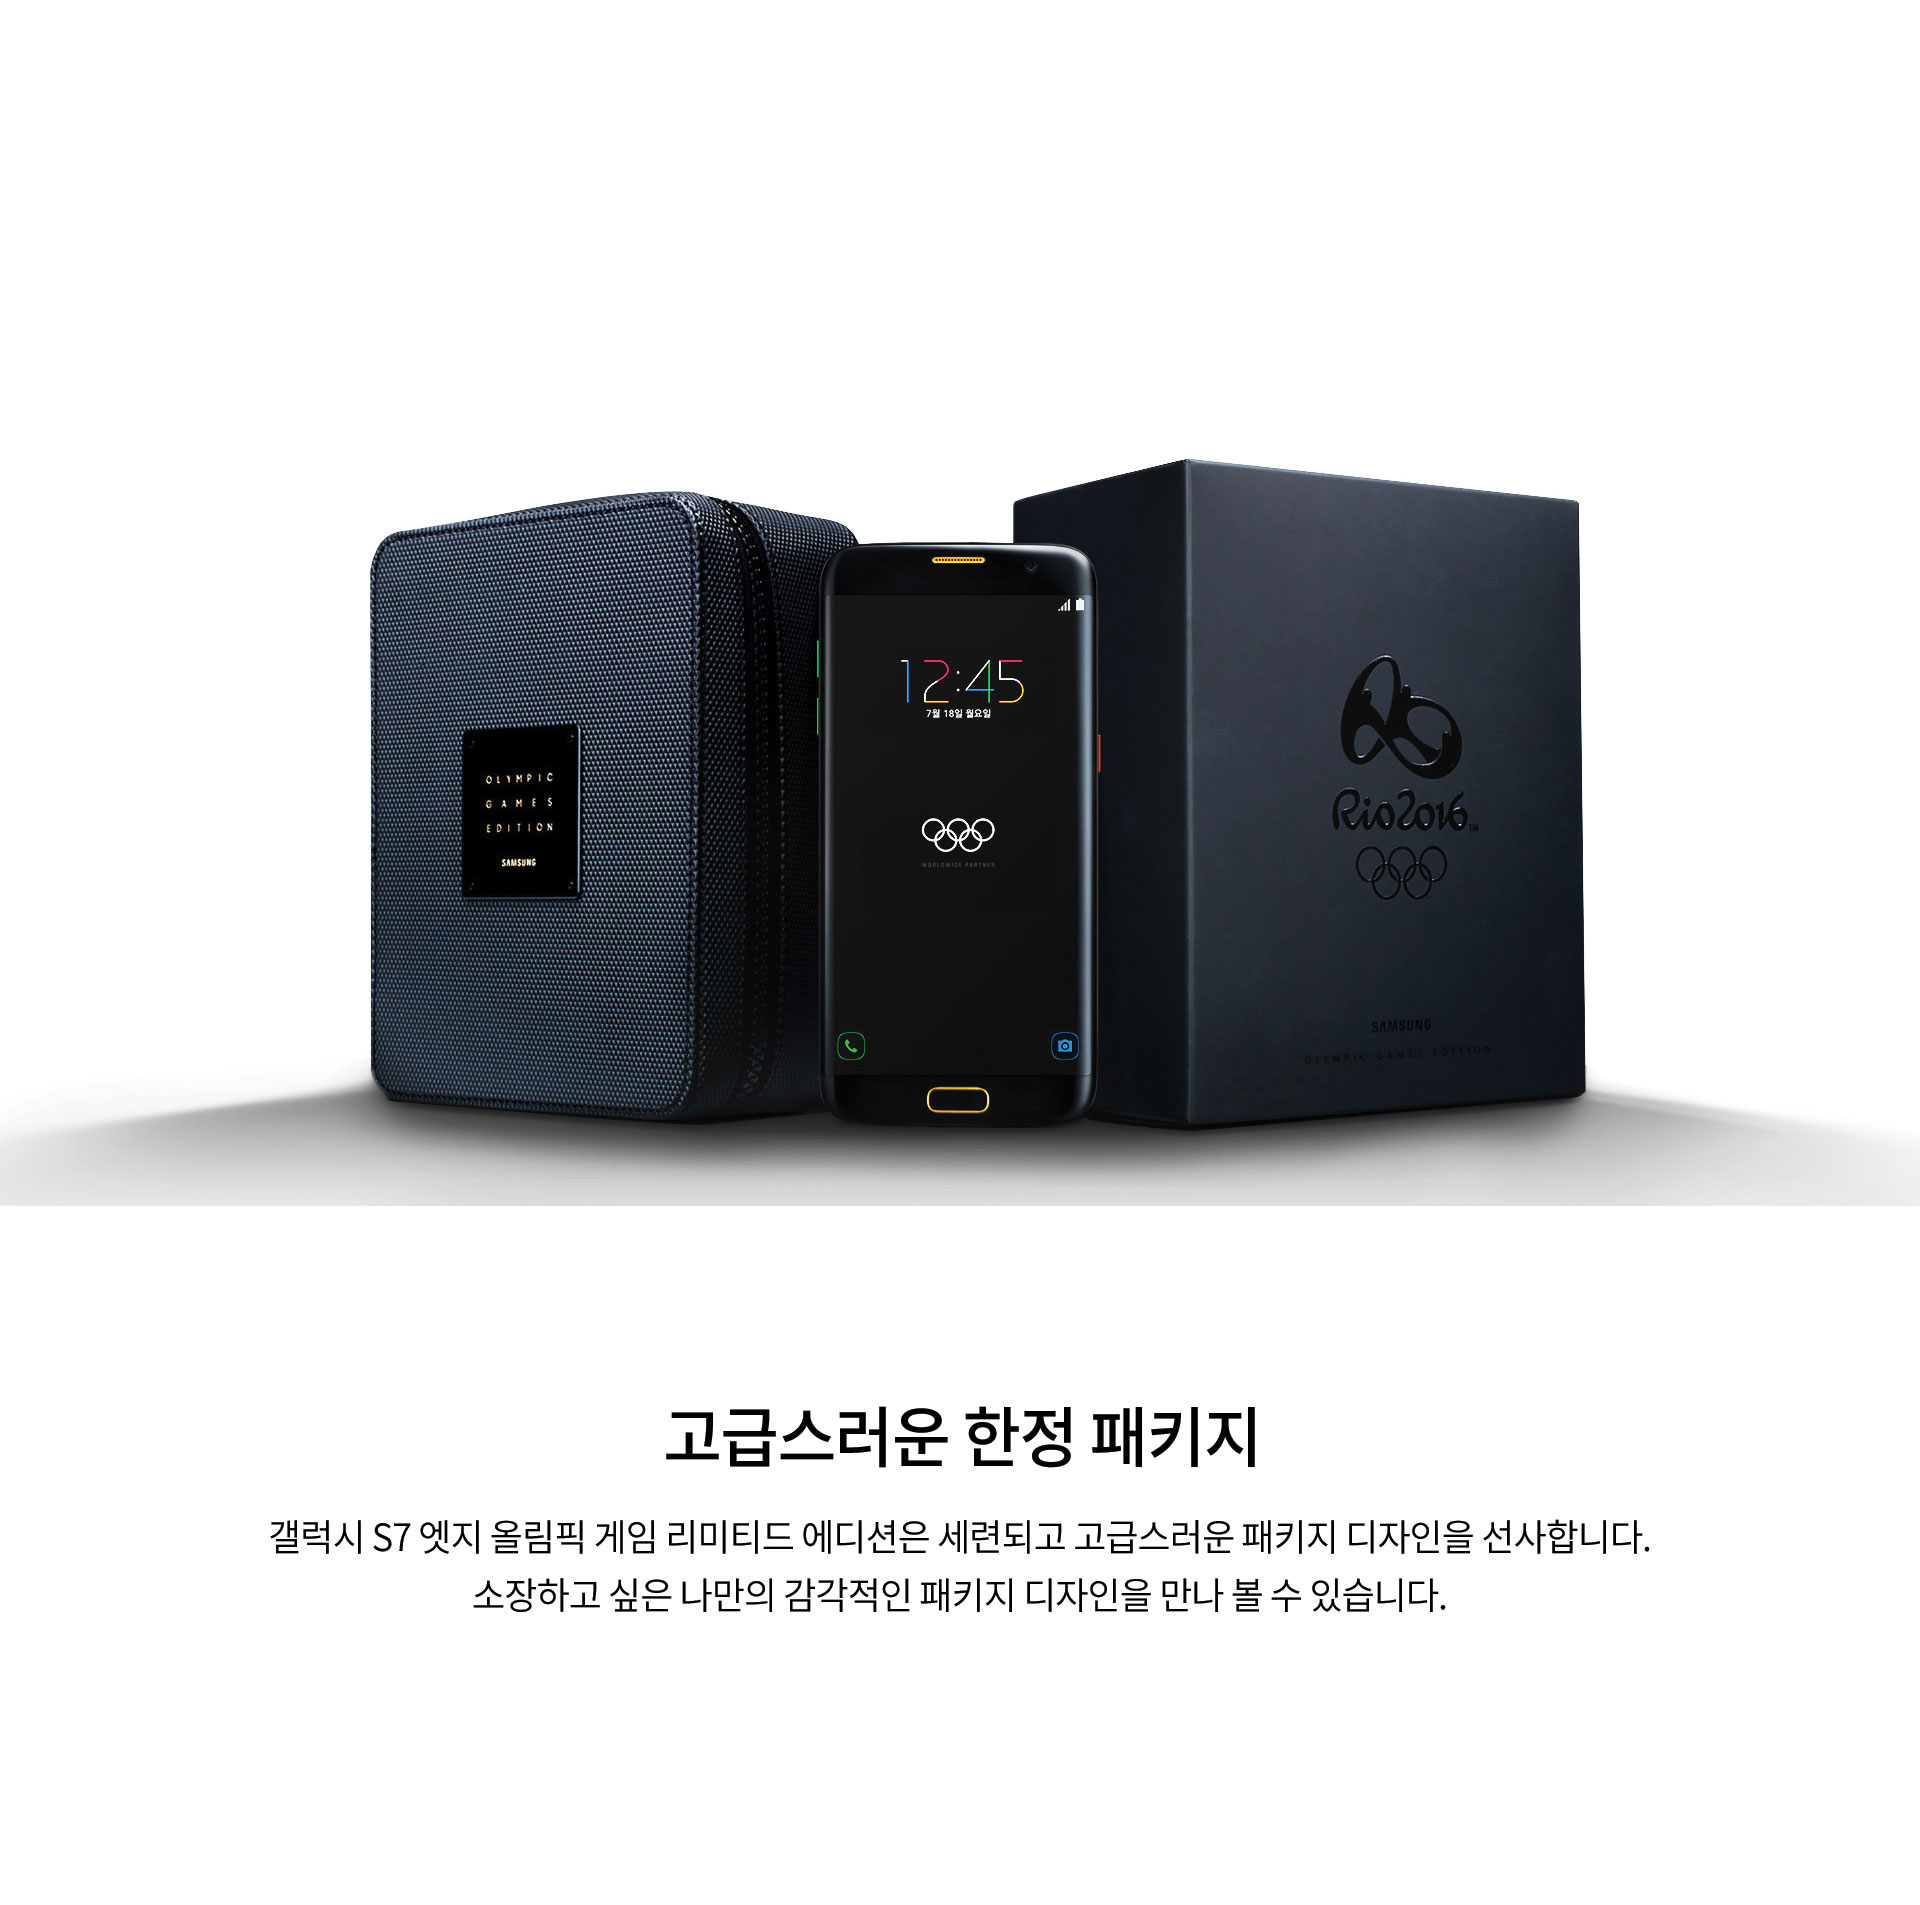 OLYMPIC
GAMES
EDITION
SAMSUNG
12:45
7월 18일 월요일
WORLDWIDE PARTNER
Rio2016™
SAMSUNG
OLYMPIC GAMES EDITION
고급스러운 한정 패키지
갤럭시 S7 엣지 올림픽 게임 리미티드 에디션은 세련되고 고급스러운 패키지 디자인을 선사합니다.
소장하고 싶은 나만의 감각적인 패키지 디자인을 만나 볼 수 있습니다.